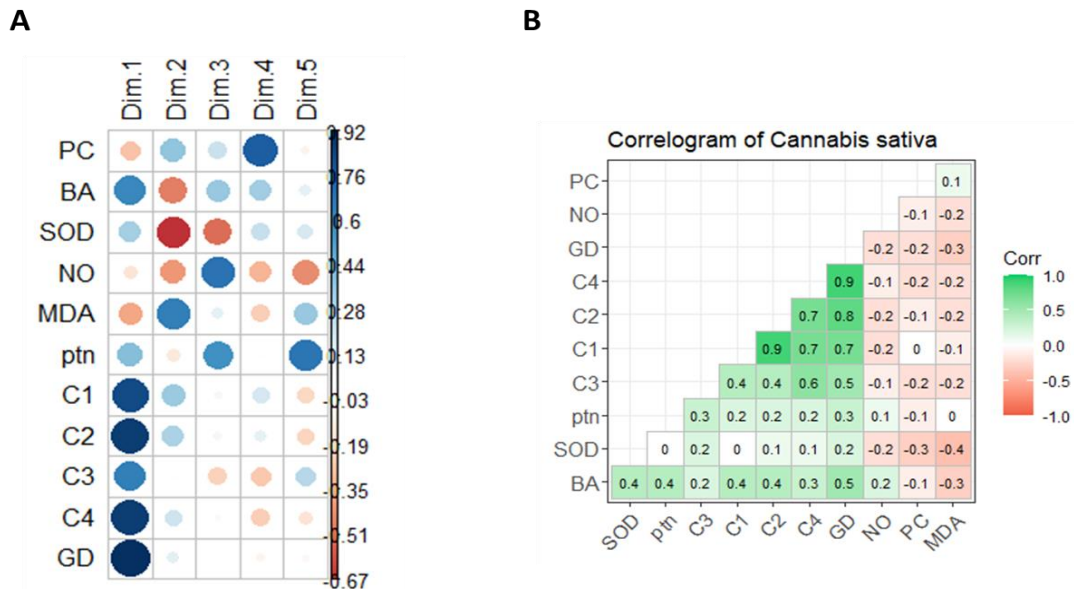 A
Dim.1 Dim.2 Dim.3 Dim.4 Dim.5
PC
BA
SOD
NO
MDA
ptn
C1
C2
C3
C4
GD
0.92
0.76
0.6
0.44
0.28
0.13
-0.03
-0.19
-0.35
-0.51
-0.67
B
Correlogram of Cannabis sativa
PC 0.1
NO -0.1 -0.2
GD -0.2 -0.2 -0.3
C4 0.9 -0.1 -0.2 -0.2
C2 0.7 0.8 -0.2 -0.1 -0.2
C1 0.9 0.7 0.7 -0.2 0 -0.1
C3 0.4 0.4 0.6 0.5 -0.1 -0.2 -0.2
ptn 0.3 0.2 0.2 0.2 0.3 0.1 -0.1 0
SOD 0 0.2 0 0.1 0.1 0.2 -0.2 -0.3 -0.4
BA 0.4 0.4 0.2 0.4 0.4 0.3 0.5 0.2 -0.1 -0.3
SOD ptn C3 C1 C2 C4 GD NO PC MDA
Corr
1.0
0.5
0.0
-0.5
-1.0